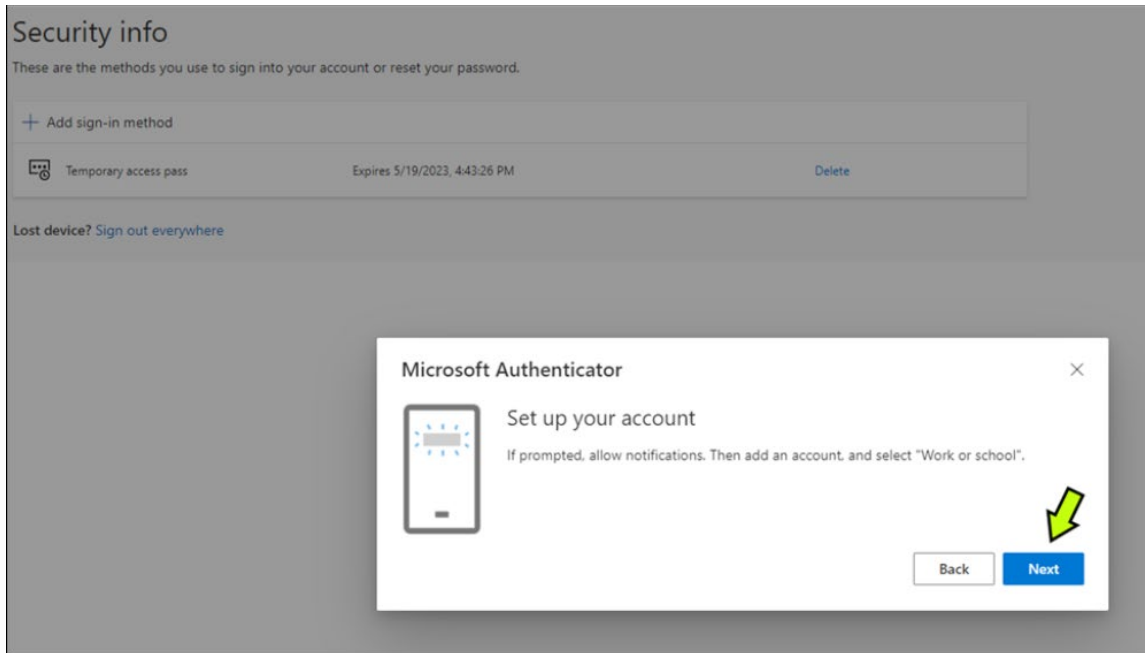 Security info
These are the methods you use to sign into your account or reset your password.
Add sign-in method
Temporary access pass Expires 5/19/2023, 4:43:26 PM Delete
Lost device? Sign out everywhere
Microsoft Authenticator
Set up your account
If prompted, allow notifications. Then add an account, and select "Work or school".
Back Next